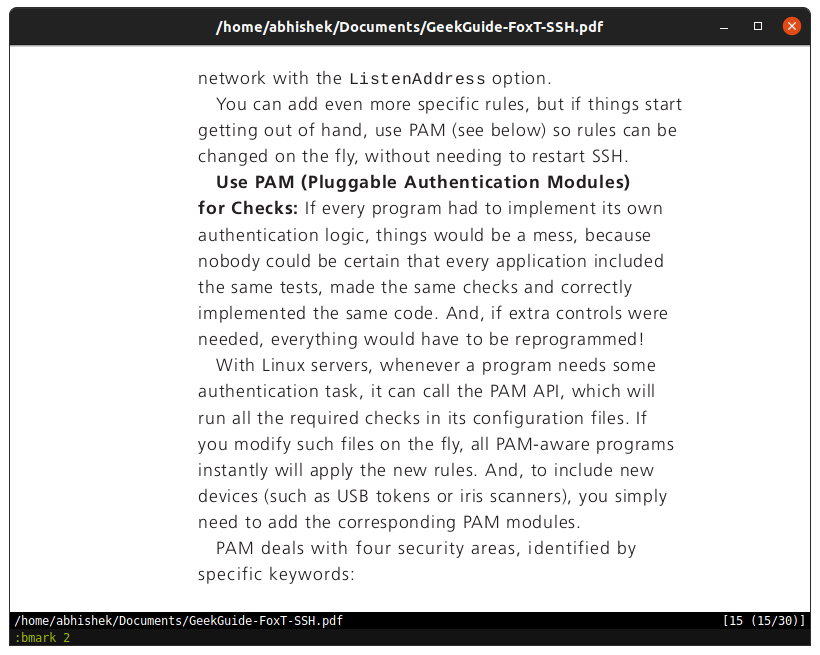 /home/abhishek/Documents/GeekGuide-FoxT-SSH.pdf
network with the ListenAddress option.
You can add even more specific rules, but if things start
getting out of hand, use PAM (see below) so rules can be
changed on the fly, without needing to restart SSH.
Use PAM (Pluggable Authentication Modules)
for Checks: If every program had to implement its own
authentication logic, things would be a mess, because
nobody could be certain that every application included
the same tests, made the same checks and correctly
implemented the same code. And, if extra controls were
needed, everything would have to be reprogrammed!
With Linux servers, whenever a program needs some
authentication task, it can call the PAM API, which will
run all the required checks in its configuration files. If
you modify such files on the fly, all PAM-aware programs
instantly will apply the new rules. And, to include new
devices (such as USB tokens or iris scanners), you simply
need to add the corresponding PAM modules.
PAM deals with four security areas, identified by
specific keywords:
/home/abhishek/Documents/GeekGuide-FoxT-SSH.pdf [15 (15/30)]
:bmark 2